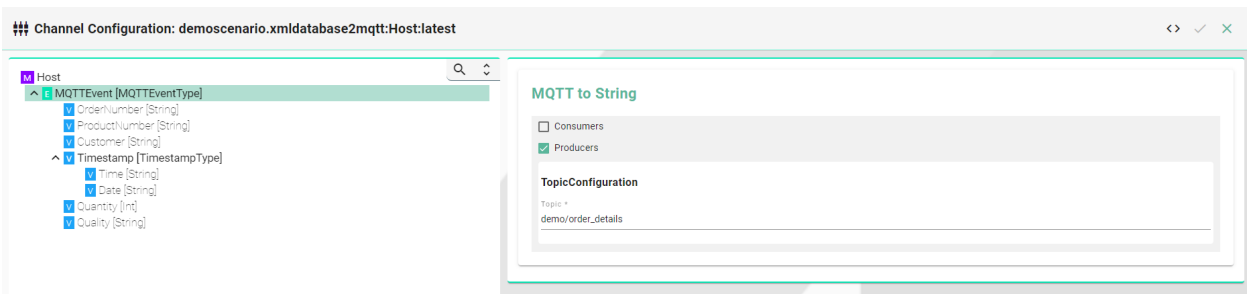 Channel Configuration: demoscenario.xmldatabase2mqtt:Host:latest
M Host
E MQTTEvent [MQTTEventType]
V OrderNumber [String]
V ProductNumber [String]
V Customer [String]
V Timestamp [TimestampType]
V Time [String]
V Date [String]
V Quantity [Int]
V Quality [String]
MQTT to String
Consumers
Producers
TopicConfiguration
Topic *
demo/order_details